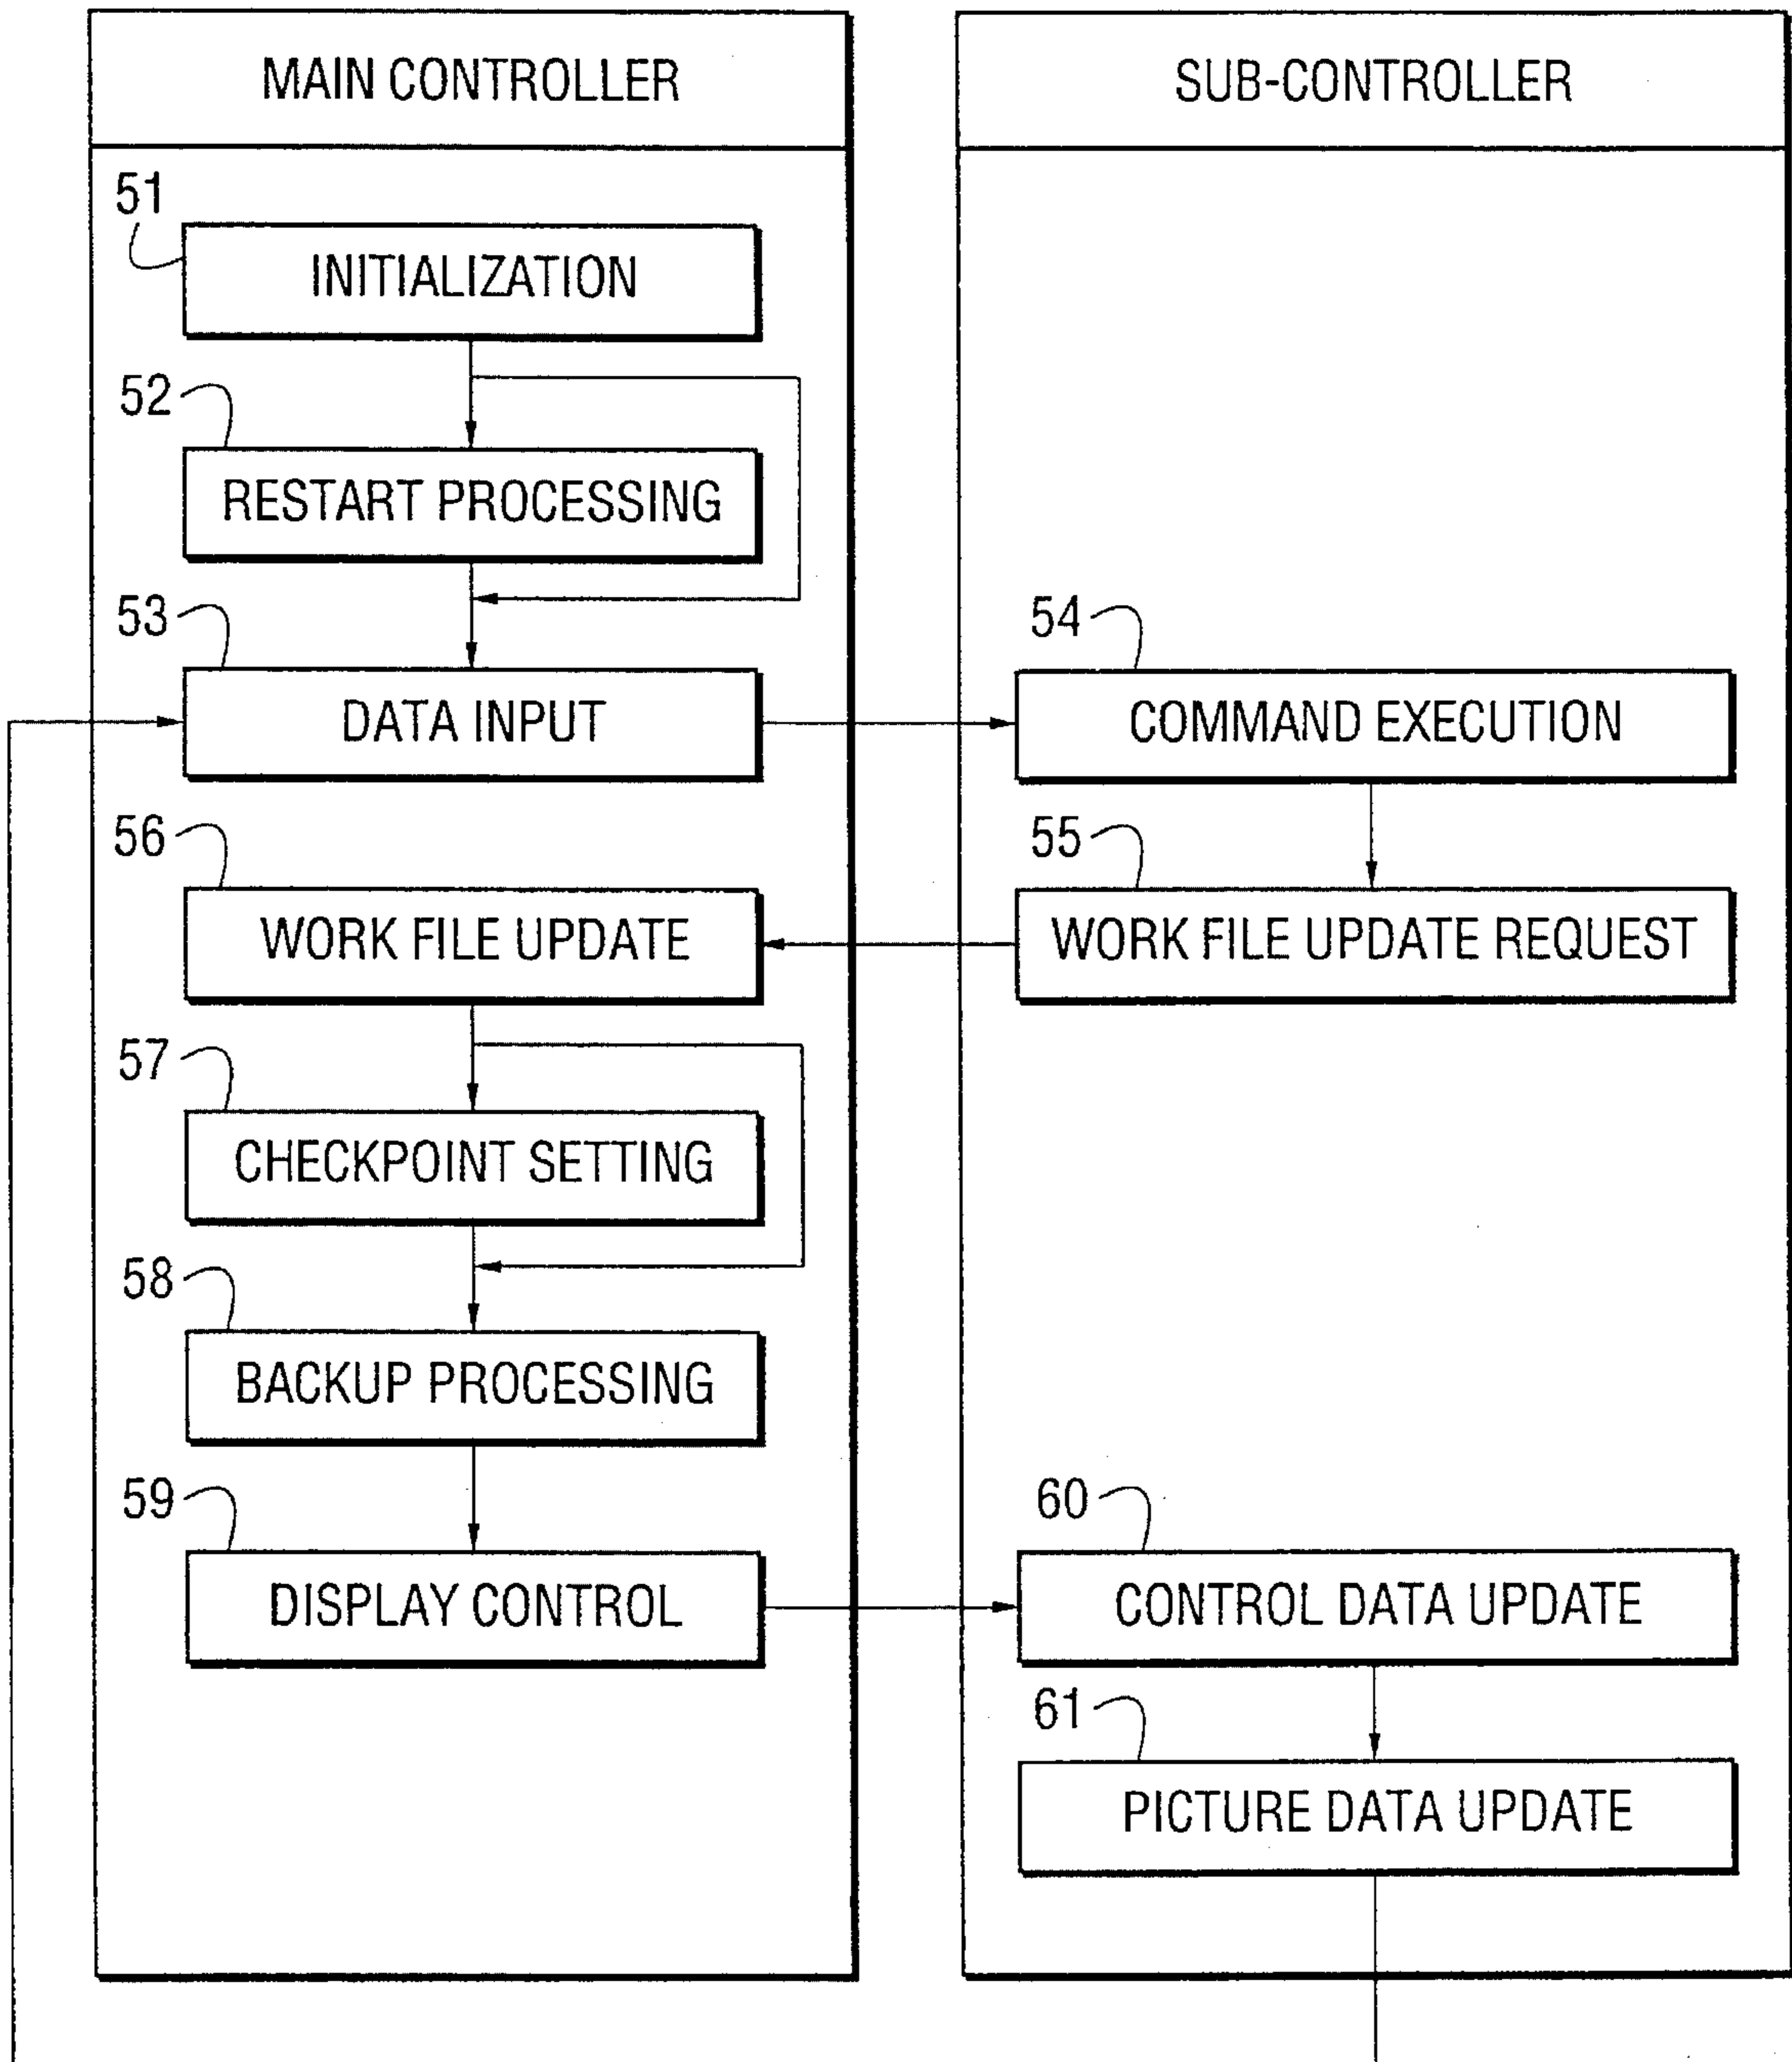 MAIN CONTROLLER
SUB-CONTROLLER
51
INITIALIZATION
52
RESTART PROCESSING
53
DATA INPUT
54
COMMAND EXECUTION
55
WORK FILE UPDATE REQUEST
56
WORK FILE UPDATE
57
CHECKPOINT SETTING
58
BACKUP PROCESSING
59
DISPLAY CONTROL
60
CONTROL DATA UPDATE
61
PICTURE DATA UPDATE